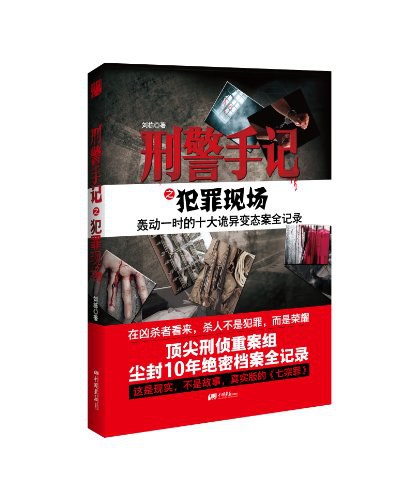 刘栋著
刑警手记
之犯罪现场
轰动一时的十大诡异变态案全记录
在凶杀者看来，杀人不是犯罪，而是荣耀
顶尖刑侦重案组
尘封10年绝密档案全记录
这是现实，不是故事，真实版的《七宗罪》
刑警手记之犯罪现场